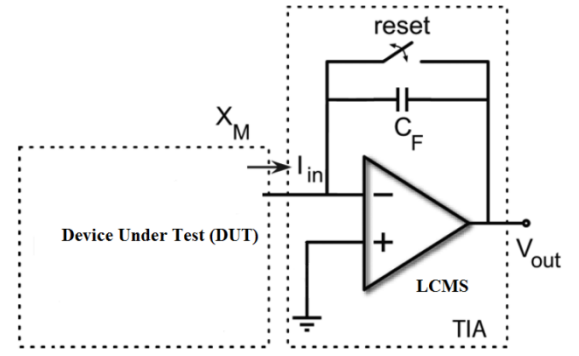 reset
C_F
X_M
I_in
Device Under Test (DUT)
−
+
LCMS
V_out
TIA